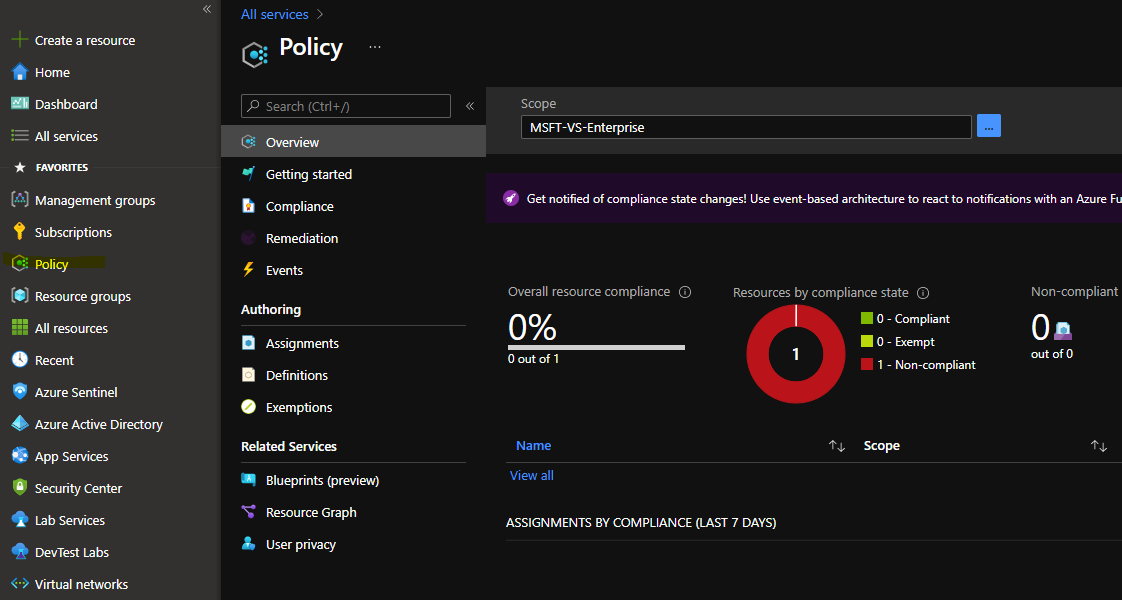 Create a resource
Home
Dashboard
All services
FAVORITES
Management groups
Subscriptions
Policy
Resource groups
All resources
Recent
Azure Sentinel
Azure Active Directory
App Services
Security Center
Lab Services
DevTest Labs
Virtual networks
All services
Policy
Search (Ctrl+/)
Overview
Getting started
Compliance
Remediation
Events
Authoring
Assignments
Definitions
Exemptions
Related Services
Blueprints (preview)
Resource Graph
User privacy
Scope
MSFT-VS-Enterprise
Get notified of compliance state changes! Use event-based architecture to react to notifications with an Azure Fu
Overall resource compliance
0%
0 out of 1
Resources by compliance state
1
0 - Compliant
0 - Exempt
1 - Non-compliant
Non-compliant
0
out of 0
Name Scope
View all
ASSIGNMENTS BY COMPLIANCE (LAST 7 DAYS)